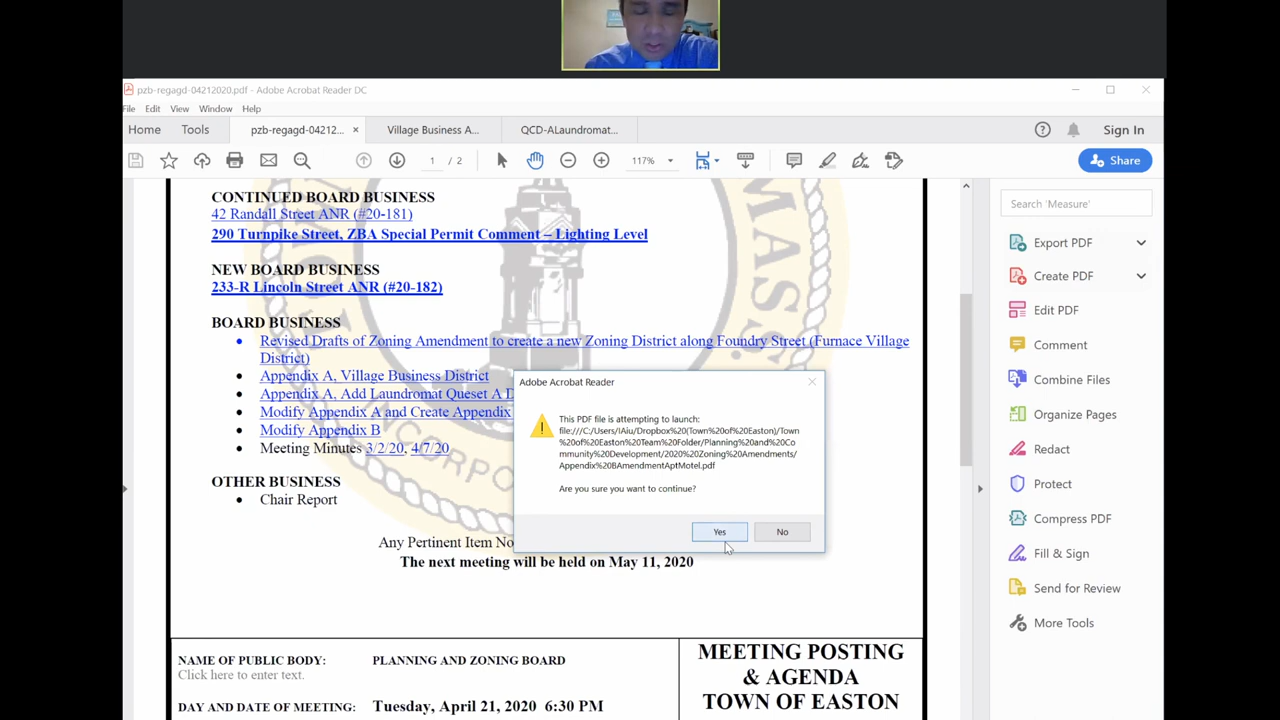 pzb-regagd-04212020.pdf - Adobe Acrobat Reader DC
File Edit View Window Help
Home Tools pzb-regagd-04212... × Village Business A... QCD-ALaundromat... Sign In
1 / 2 117% Share
CONTINUED BOARD BUSINESS
42 Randall Street ANR (#20-181)
290 Turnpike Street, ZBA Special Permit Comment – Lighting Level
NEW BOARD BUSINESS
233-R Lincoln Street ANR (#20-182)
BOARD BUSINESS
• Revised Drafts of Zoning Amendment to create a new Zoning District along Foundry Street (Furnace Village
District)
• Appendix A, Village Business District
• Appendix A, Add Laundromat Queset A D
• Modify Appendix A and Create Appendix
• Modify Appendix B
• Meeting Minutes 3/2/20, 4/7/20
OTHER BUSINESS
• Chair Report
Any Pertinent Item No
The next meeting will be held on May 11, 2020
NAME OF PUBLIC BODY: PLANNING AND ZONING BOARD
Click here to enter text.
DAY AND DATE OF MEETING: Tuesday, April 21, 2020 6:30 PM
MEETING POSTING
& AGENDA
TOWN OF EASTON
MASS.
INCORPOR
Adobe Acrobat Reader
This PDF file is attempting to launch:
file:///C:/Users/IAiu/Dropbox%20(Town%20of%20Easton)/Town
%20of%20Easton%20Team%20Folder/Planning%20and%20Co
mmunity%20Development/2020%20Zoning%20Amendments/
Appendix%20BAmendmentAptMotel.pdf
Are you sure you want to continue?
Yes No
Search 'Measure'
Export PDF
Create PDF
Edit PDF
Comment
Combine Files
Organize Pages
Redact
Protect
Compress PDF
Fill & Sign
Send for Review
More Tools